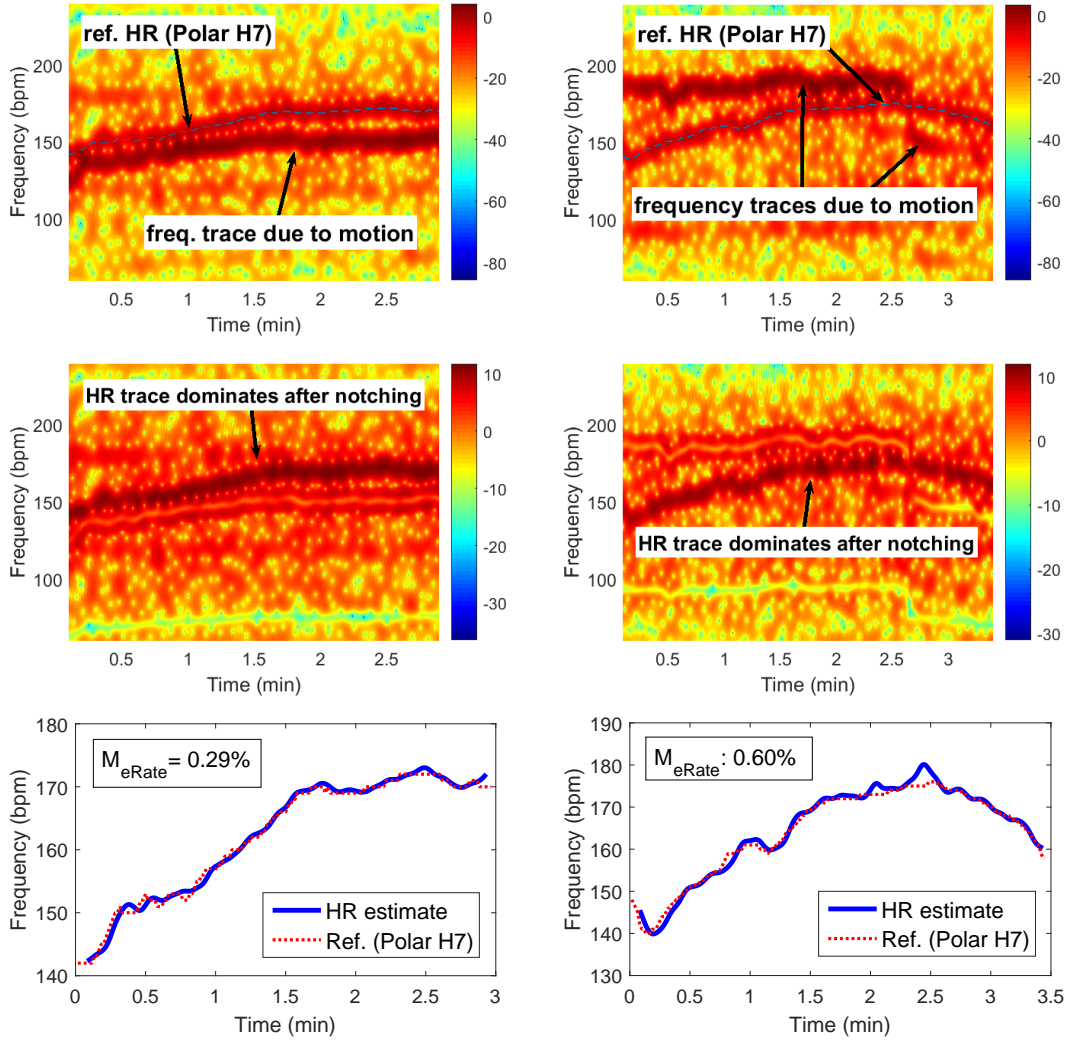 ref. HR (Polar H7)
freq. trace due to motion
Frequency (bpm)
200
150
100
0.5 1 1.5 2 2.5
Time (min)
0
-20
-40
-60
-80
ref. HR (Polar H7)
frequency traces due to motion
Frequency (bpm)
200
150
100
0.5 1 1.5 2 2.5 3
Time (min)
0
-20
-40
-60
-80
HR trace dominates after notching
Frequency (bpm)
200
150
100
0.5 1 1.5 2 2.5
Time (min)
10
0
-10
-20
-30
HR trace dominates after notching
Frequency (bpm)
200
150
100
0.5 1 1.5 2 2.5 3
Time (min)
10
0
-10
-20
-30
MeRate= 0.29%
HR estimate
Ref. (Polar H7)
Frequency (bpm)
180
170
160
150
140
0 0.5 1 1.5 2 2.5 3
Time (min)
MeRate: 0.60%
HR estimate
Ref. (Polar H7)
Frequency (bpm)
190
180
170
160
150
140
130
0 0.5 1 1.5 2 2.5 3 3.5
Time (min)